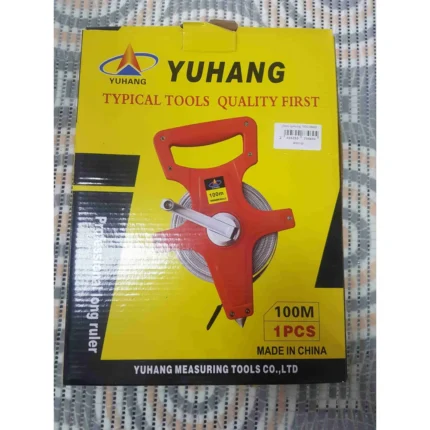 YUHANG
YUHANG
TYPICAL TOOLS QUALITY FIRST
100m
Professional long ruler
100M
1PCS
MADE IN CHINA
YUHANG MEASURING TOOLS CO.,LTD